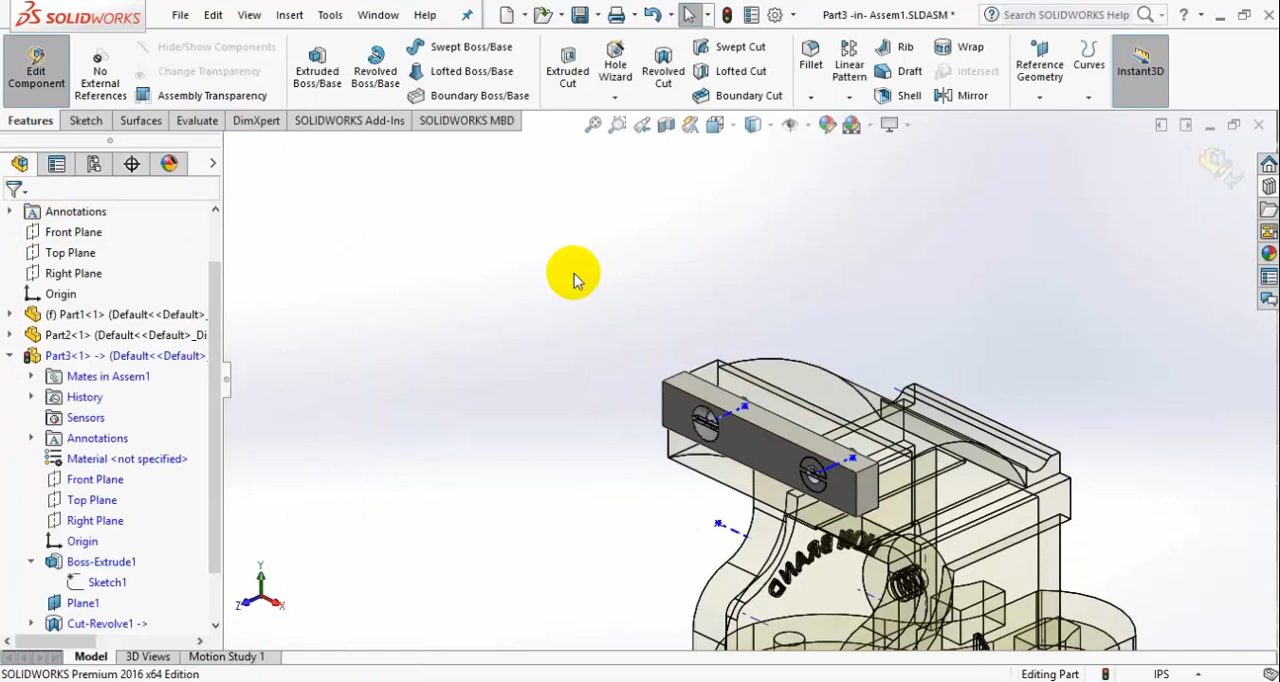 SOLIDWORKS File Edit View Insert Tools Window Help Part3 -in- Assem1.SLDASM * Search SOLIDWORKS Help ?
Edit Component
No External References
Hide/Show Components
Change Transparency
Assembly Transparency
Extruded Boss/Base
Revolved Boss/Base
Swept Boss/Base
Lofted Boss/Base
Boundary Boss/Base
Extruded Cut
Hole Wizard
Revolved Cut
Swept Cut
Lofted Cut
Boundary Cut
Fillet
Linear Pattern
Rib
Draft
Shell
Wrap
Intersect
Mirror
Reference Geometry
Curves
Instant3D
Features Sketch Surfaces Evaluate DimXpert SOLIDWORKS Add-Ins SOLIDWORKS MBD
Annotations
Front Plane
Top Plane
Right Plane
Origin
(f) Part1<1> (Default<<Default>_
Part2<1> (Default<<Default>_Di
Part3<1> -> (Default<<Default>_
Mates in Assem1
History
Sensors
Annotations
Material <not specified>
Front Plane
Top Plane
Right Plane
Origin
Boss-Extrude1
Sketch1
Plane1
Cut-Revolve1 ->
Y
Z X
Model 3D Views Motion Study 1
SOLIDWORKS Premium 2016 x64 Edition Editing Part IPS